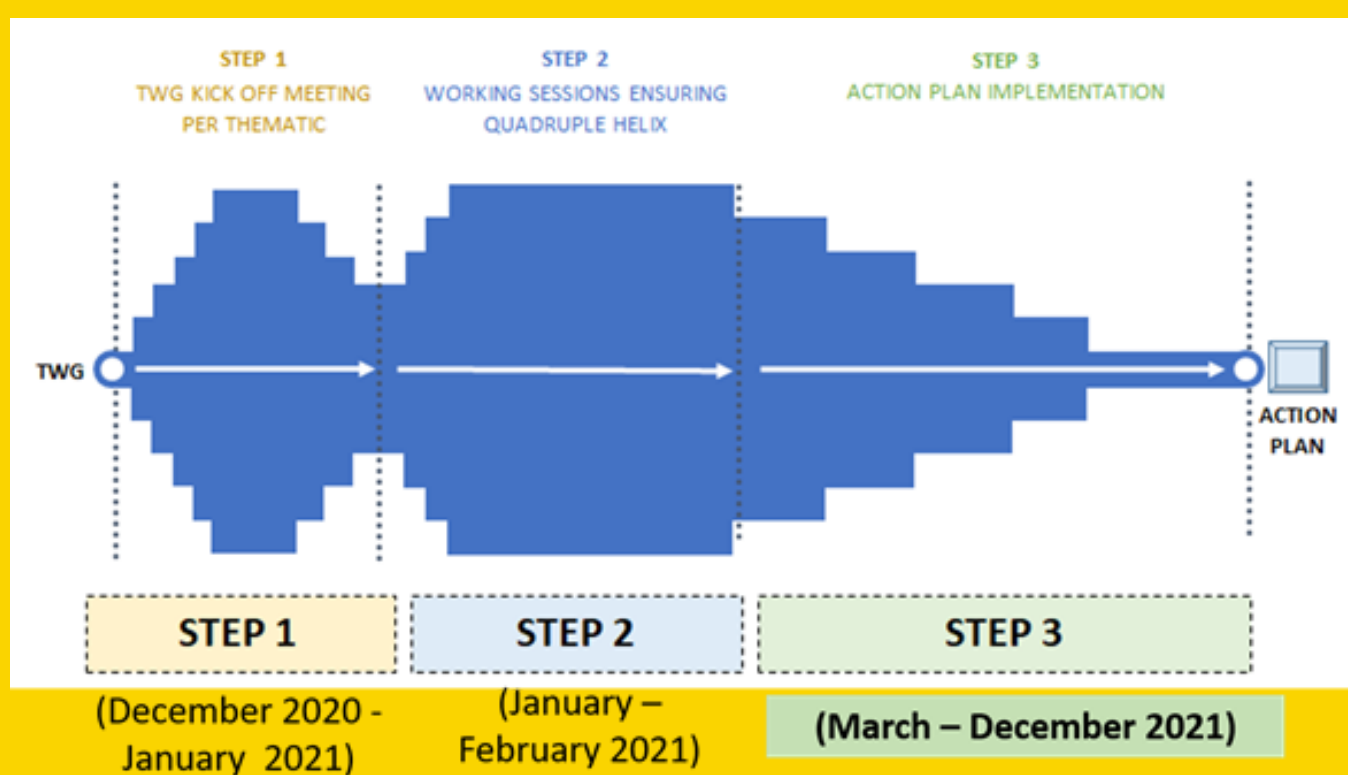 STEP 1
TWG KICK OFF MEETING
PER THEMATIC
STEP 2
WORKING SESSIONS ENSURING
QUADRUPLE HELIX
STEP 3
ACTION PLAN IMPLEMENTATION
TWG
ACTION
PLAN
STEP 1
STEP 2
STEP 3
(December 2020 -
January 2021)
(January –
February 2021)
(March – December 2021)